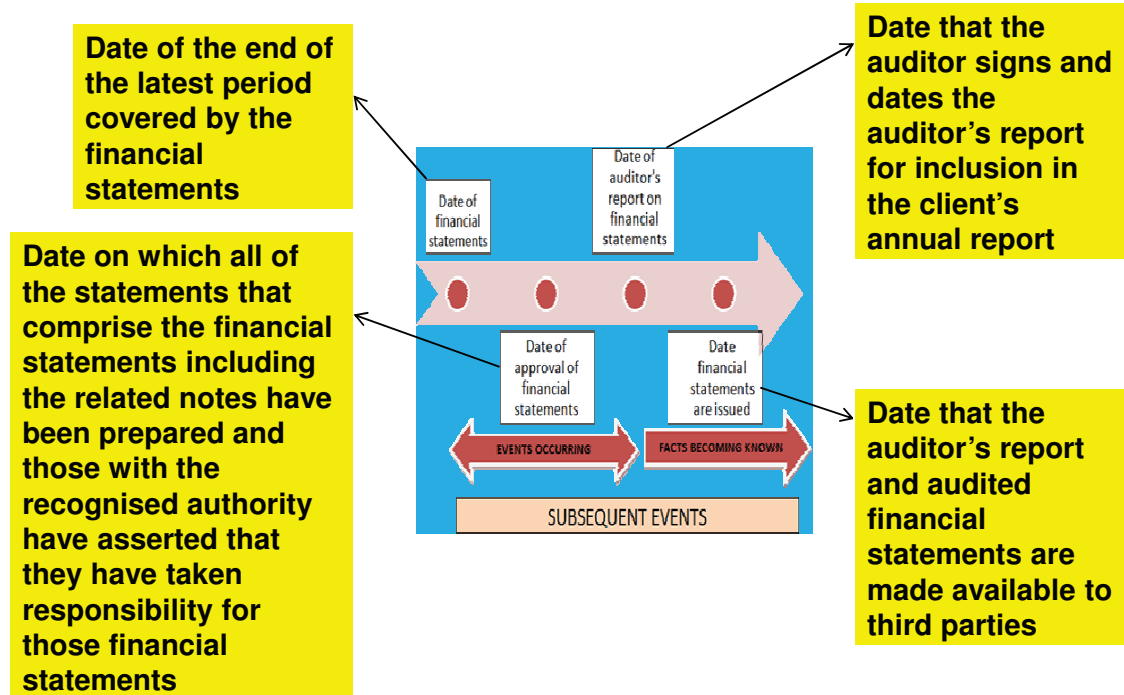 Date of the end of
the latest period
covered by the
financial
statements
Date that the
auditor signs and
dates the
auditor’s report
for inclusion in
the client’s
annual report
Date on which all of
the statements that
comprise the financial
statements including
the related notes have
been prepared and
those with the
recognised authority
have asserted that
they have taken
responsibility for
those financial
statements
Date of
financial
statements
Date of
auditor's
report on
financial
statements
Date of
approval of
financial
statements
Date
financial
statements
are issued
EVENTS OCCURRING
FACTS BECOMING KNOWN
SUBSEQUENT EVENTS
Date that the
auditor’s report
and audited
financial
statements are
made available to
third parties